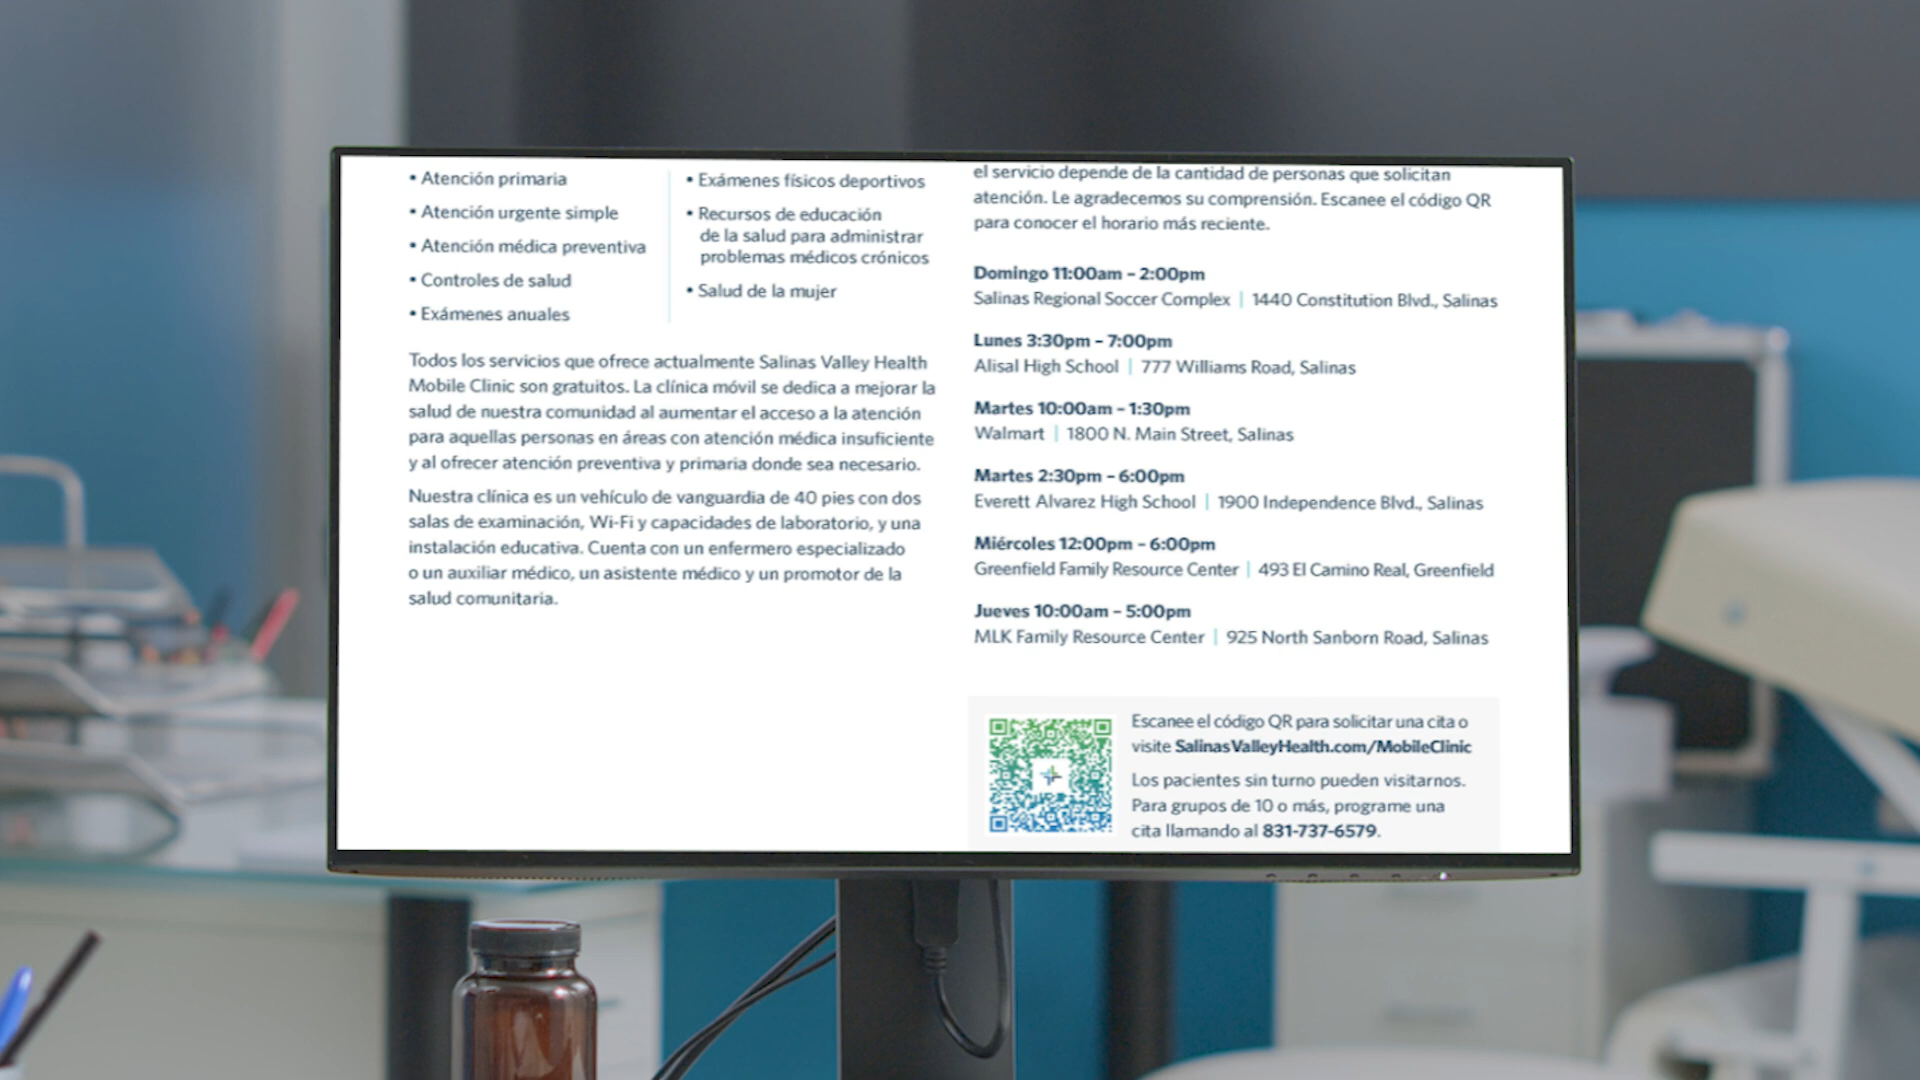 • Atención primaria
• Atención urgente simple
• Atención médica preventiva
• Controles de salud
• Exámenes anuales
• Exámenes físicos deportivos
• Recursos de educación
de la salud para administrar
problemas médicos crónicos
• Salud de la mujer
Todos los servicios que ofrece actualmente Salinas Valley Health
Mobile Clinic son gratuitos. La clínica móvil se dedica a mejorar la
salud de nuestra comunidad al aumentar el acceso a la atención
para aquellas personas en áreas con atención médica insuficiente
y al ofrecer atención preventiva y primaria donde sea necesario.
Nuestra clínica es un vehículo de vanguardia de 40 pies con dos
salas de examinación, Wi-Fi y capacidades de laboratorio, y una
instalación educativa. Cuenta con un enfermero especializado
o un auxiliar médico, un asistente médico y un promotor de la
salud comunitaria.
el servicio depende de la cantidad de personas que solicitan
atención. Le agradecemos su comprensión. Escanee el código QR
para conocer el horario más reciente.
Domingo 11:00am – 2:00pm
Salinas Regional Soccer Complex | 1440 Constitution Blvd., Salinas
Lunes 3:30pm – 7:00pm
Alisal High School | 777 Williams Road, Salinas
Martes 10:00am – 1:30pm
Walmart | 1800 N. Main Street, Salinas
Martes 2:30pm – 6:00pm
Everett Alvarez High School | 1900 Independence Blvd., Salinas
Miércoles 12:00pm – 6:00pm
Greenfield Family Resource Center | 493 El Camino Real, Greenfield
Jueves 10:00am – 5:00pm
MLK Family Resource Center | 925 North Sanborn Road, Salinas
Escanee el código QR para solicitar una cita o
visite SalinasValleyHealth.com/MobileClinic
Los pacientes sin turno pueden visitarnos.
Para grupos de 10 o más, programe una
cita llamando al 831-737-6579.